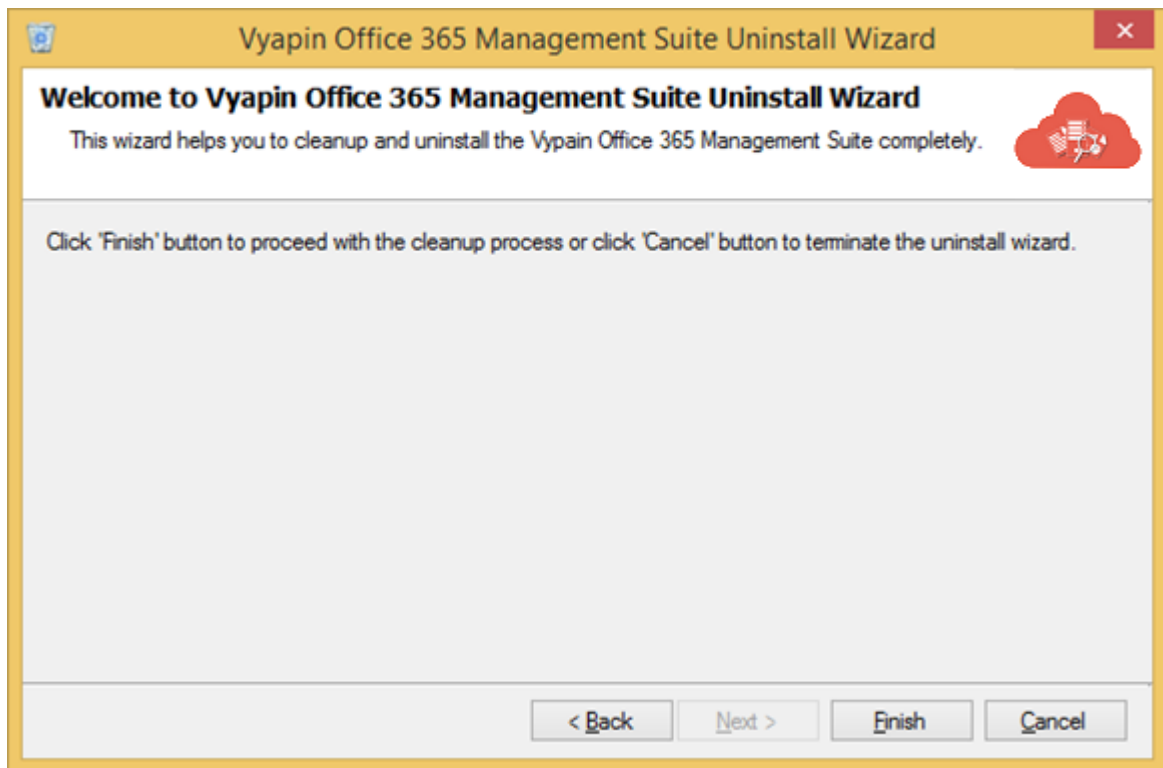 Vyapin Office 365 Management Suite Uninstall Wizard
Welcome to Vyapin Office 365 Management Suite Uninstall Wizard
This wizard helps you to cleanup and uninstall the Vypain Office 365 Management Suite completely.
Click 'Finish' button to proceed with the cleanup process or click 'Cancel' button to terminate the uninstall wizard.
< Back Next > Finish Cancel